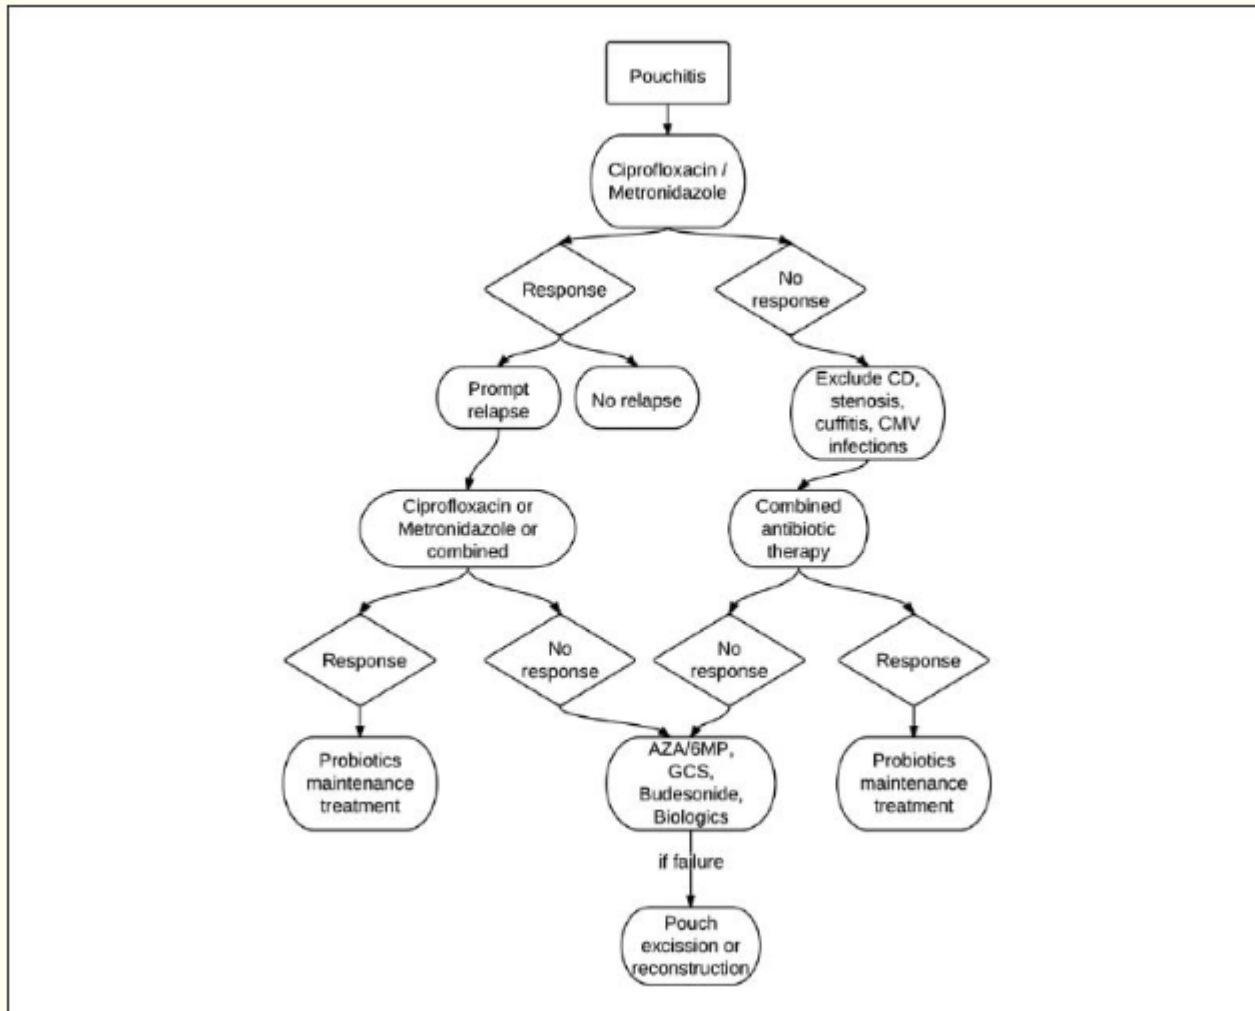 Pouchitis
Ciprofloxacin /
Metronidazole
Response
No
response
Prompt
relapse
No relapse
Exclude CD,
stenosis,
cuffitis, CMV
infections
Ciprofloxacin or
Metronidazole or
combined
Combined
antibiotic
therapy
Response
No
response
No
response
Response
Probiotics
maintenance
treatment
AZA/6MP,
GCS,
Budesonide,
Biologics
Probiotics
maintenance
treatment
if failure
Pouch
excission or
reconstruction